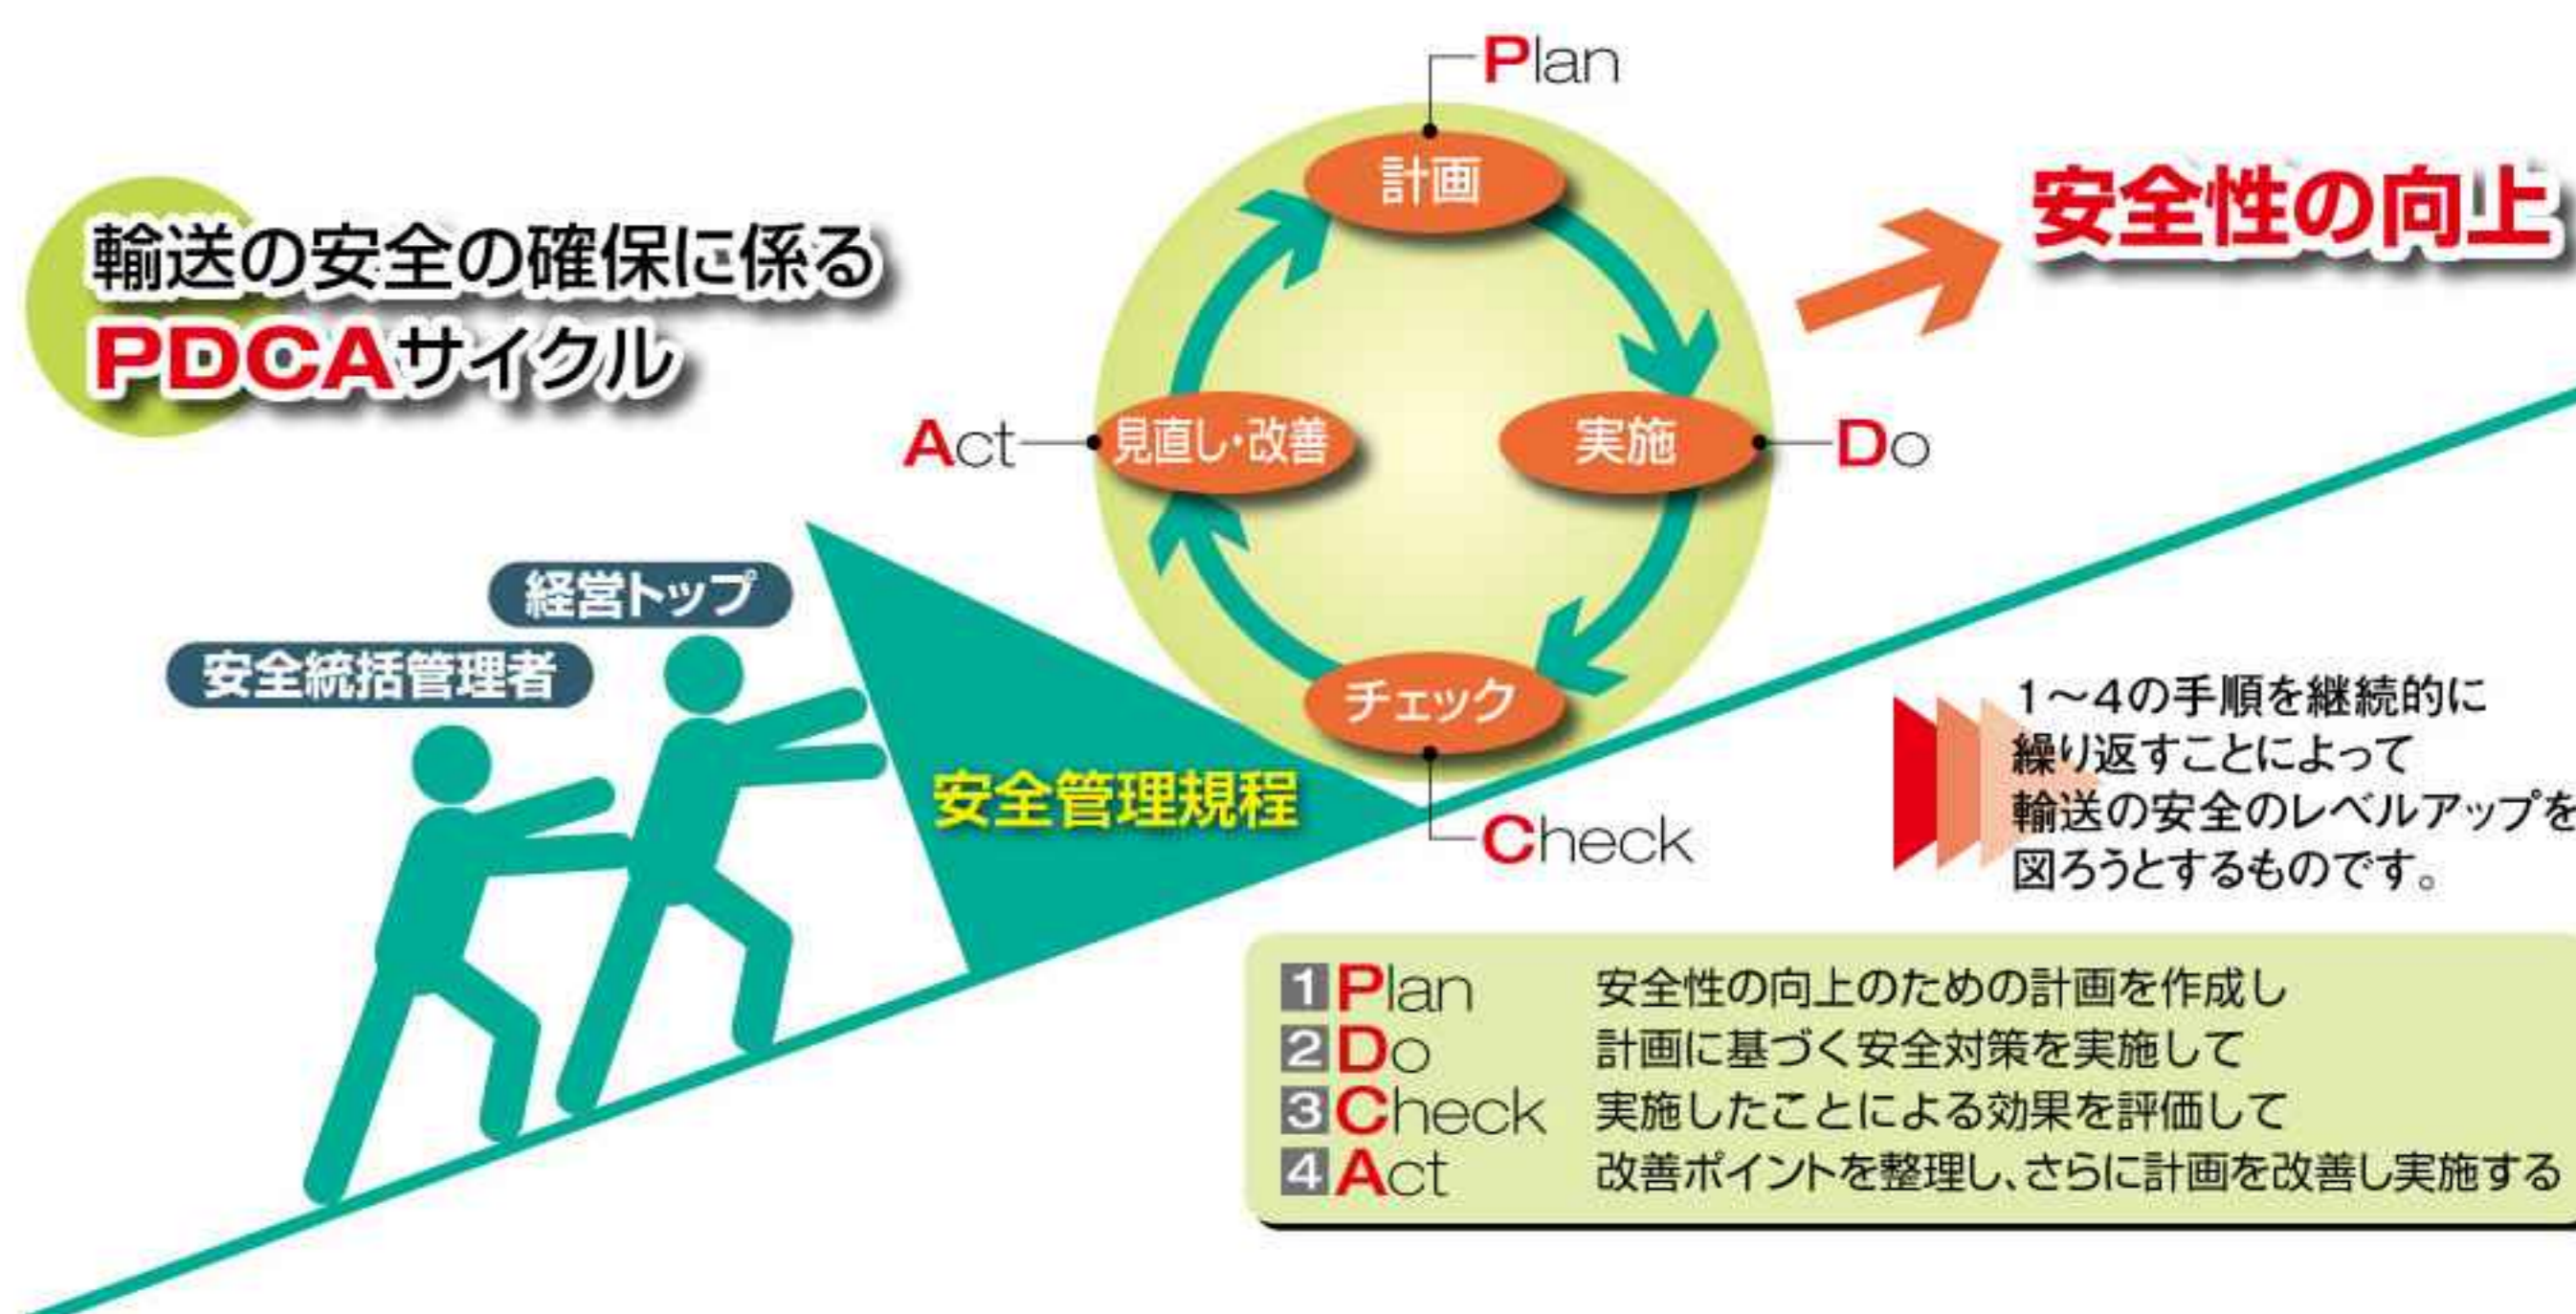 輸送の安全の確保に係る
PDCAサイクル
Plan
計画
安全性の向上
Act
見直し・改善
実施
Do
経営トップ
安全統括管理者
チェック
安全管理規程
Check
1～4の手順を継続的に
繰り返すことによって
輸送の安全のレベルアップを
図ろうとするものです。
1 Plan 安全性の向上のための計画を作成し
2 Do 計画に基づく安全対策を実施して
3 Check 実施したことによる効果を評価して
4 Act 改善ポイントを整理し、さらに計画を改善し実施する